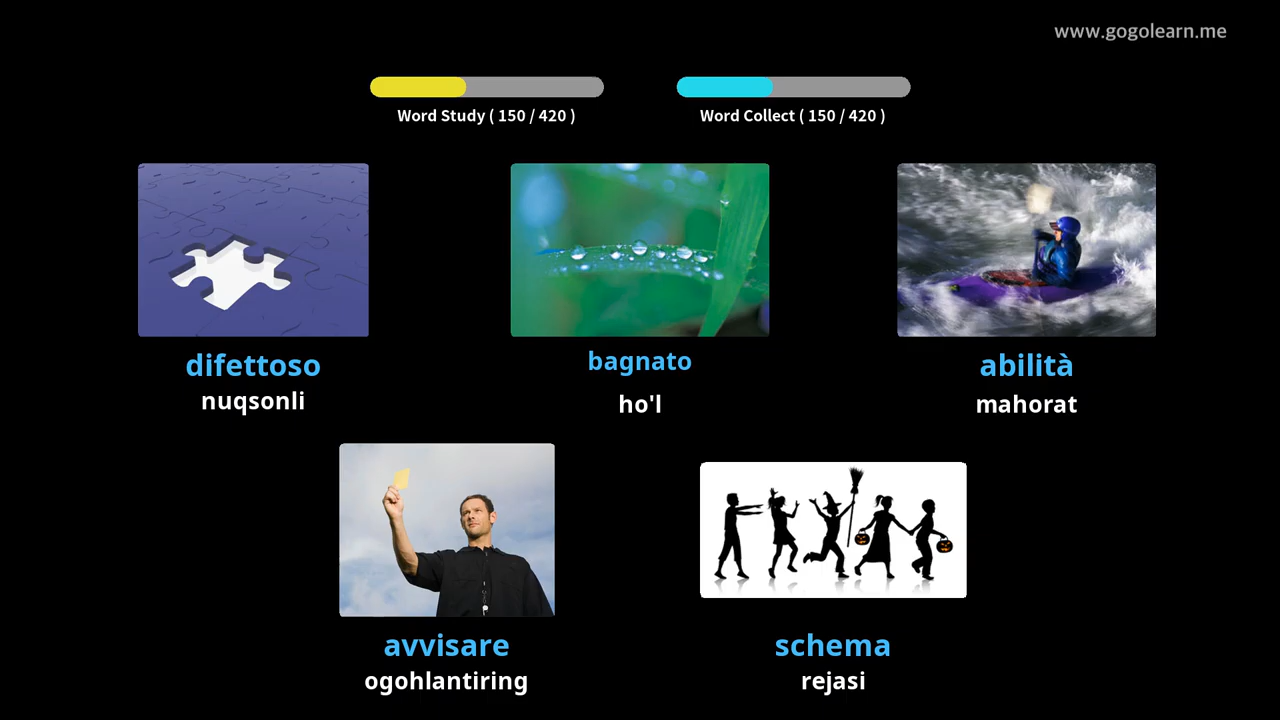 www.gogolearn.me
Word Study ( 150 / 420 )
Word Collect ( 150 / 420 )
difettoso
nuqsonli
bagnato
ho'l
abilità
mahorat
avvisare
ogohlantiring
schema
rejasi